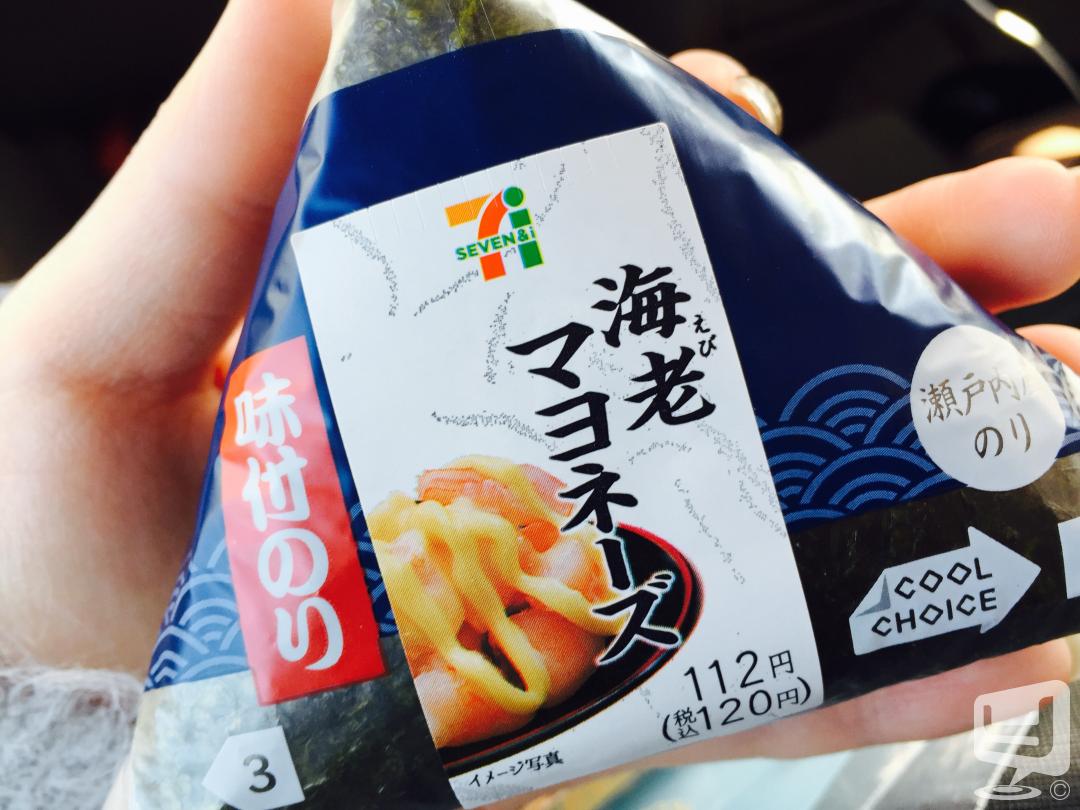 SEVEN&i
海老
えび
マヨネーズ
味付のり
瀬戸内
のり
COOL
CHOICE
112円
(税込120円)
イメージ写真
3